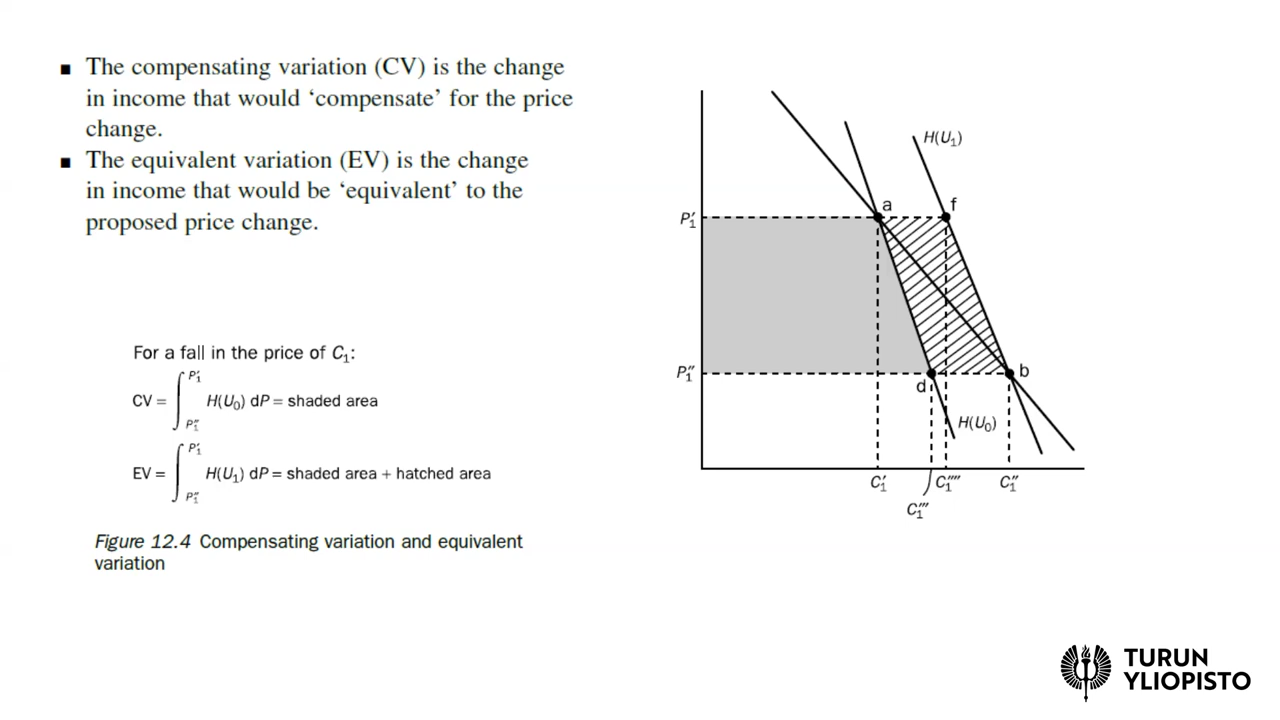 ■ The compensating variation (CV) is the change
in income that would ‘compensate’ for the price
change.
■ The equivalent variation (EV) is the change
in income that would be ‘equivalent’ to the
proposed price change.
For a fall in the price of C₁:
P₁′
CV = ∫ H(U₀) dP = shaded area
P₁″
P₁′
EV = ∫ H(U₁) dP = shaded area + hatched area
P₁″
Figure 12.4 Compensating variation and equivalent
variation
H(U₁)
P₁′
a
f
P₁″
d
b
H(U₀)
C₁′
C₁⁗
C₁″
C₁‴
TURUN
YLIOPISTO